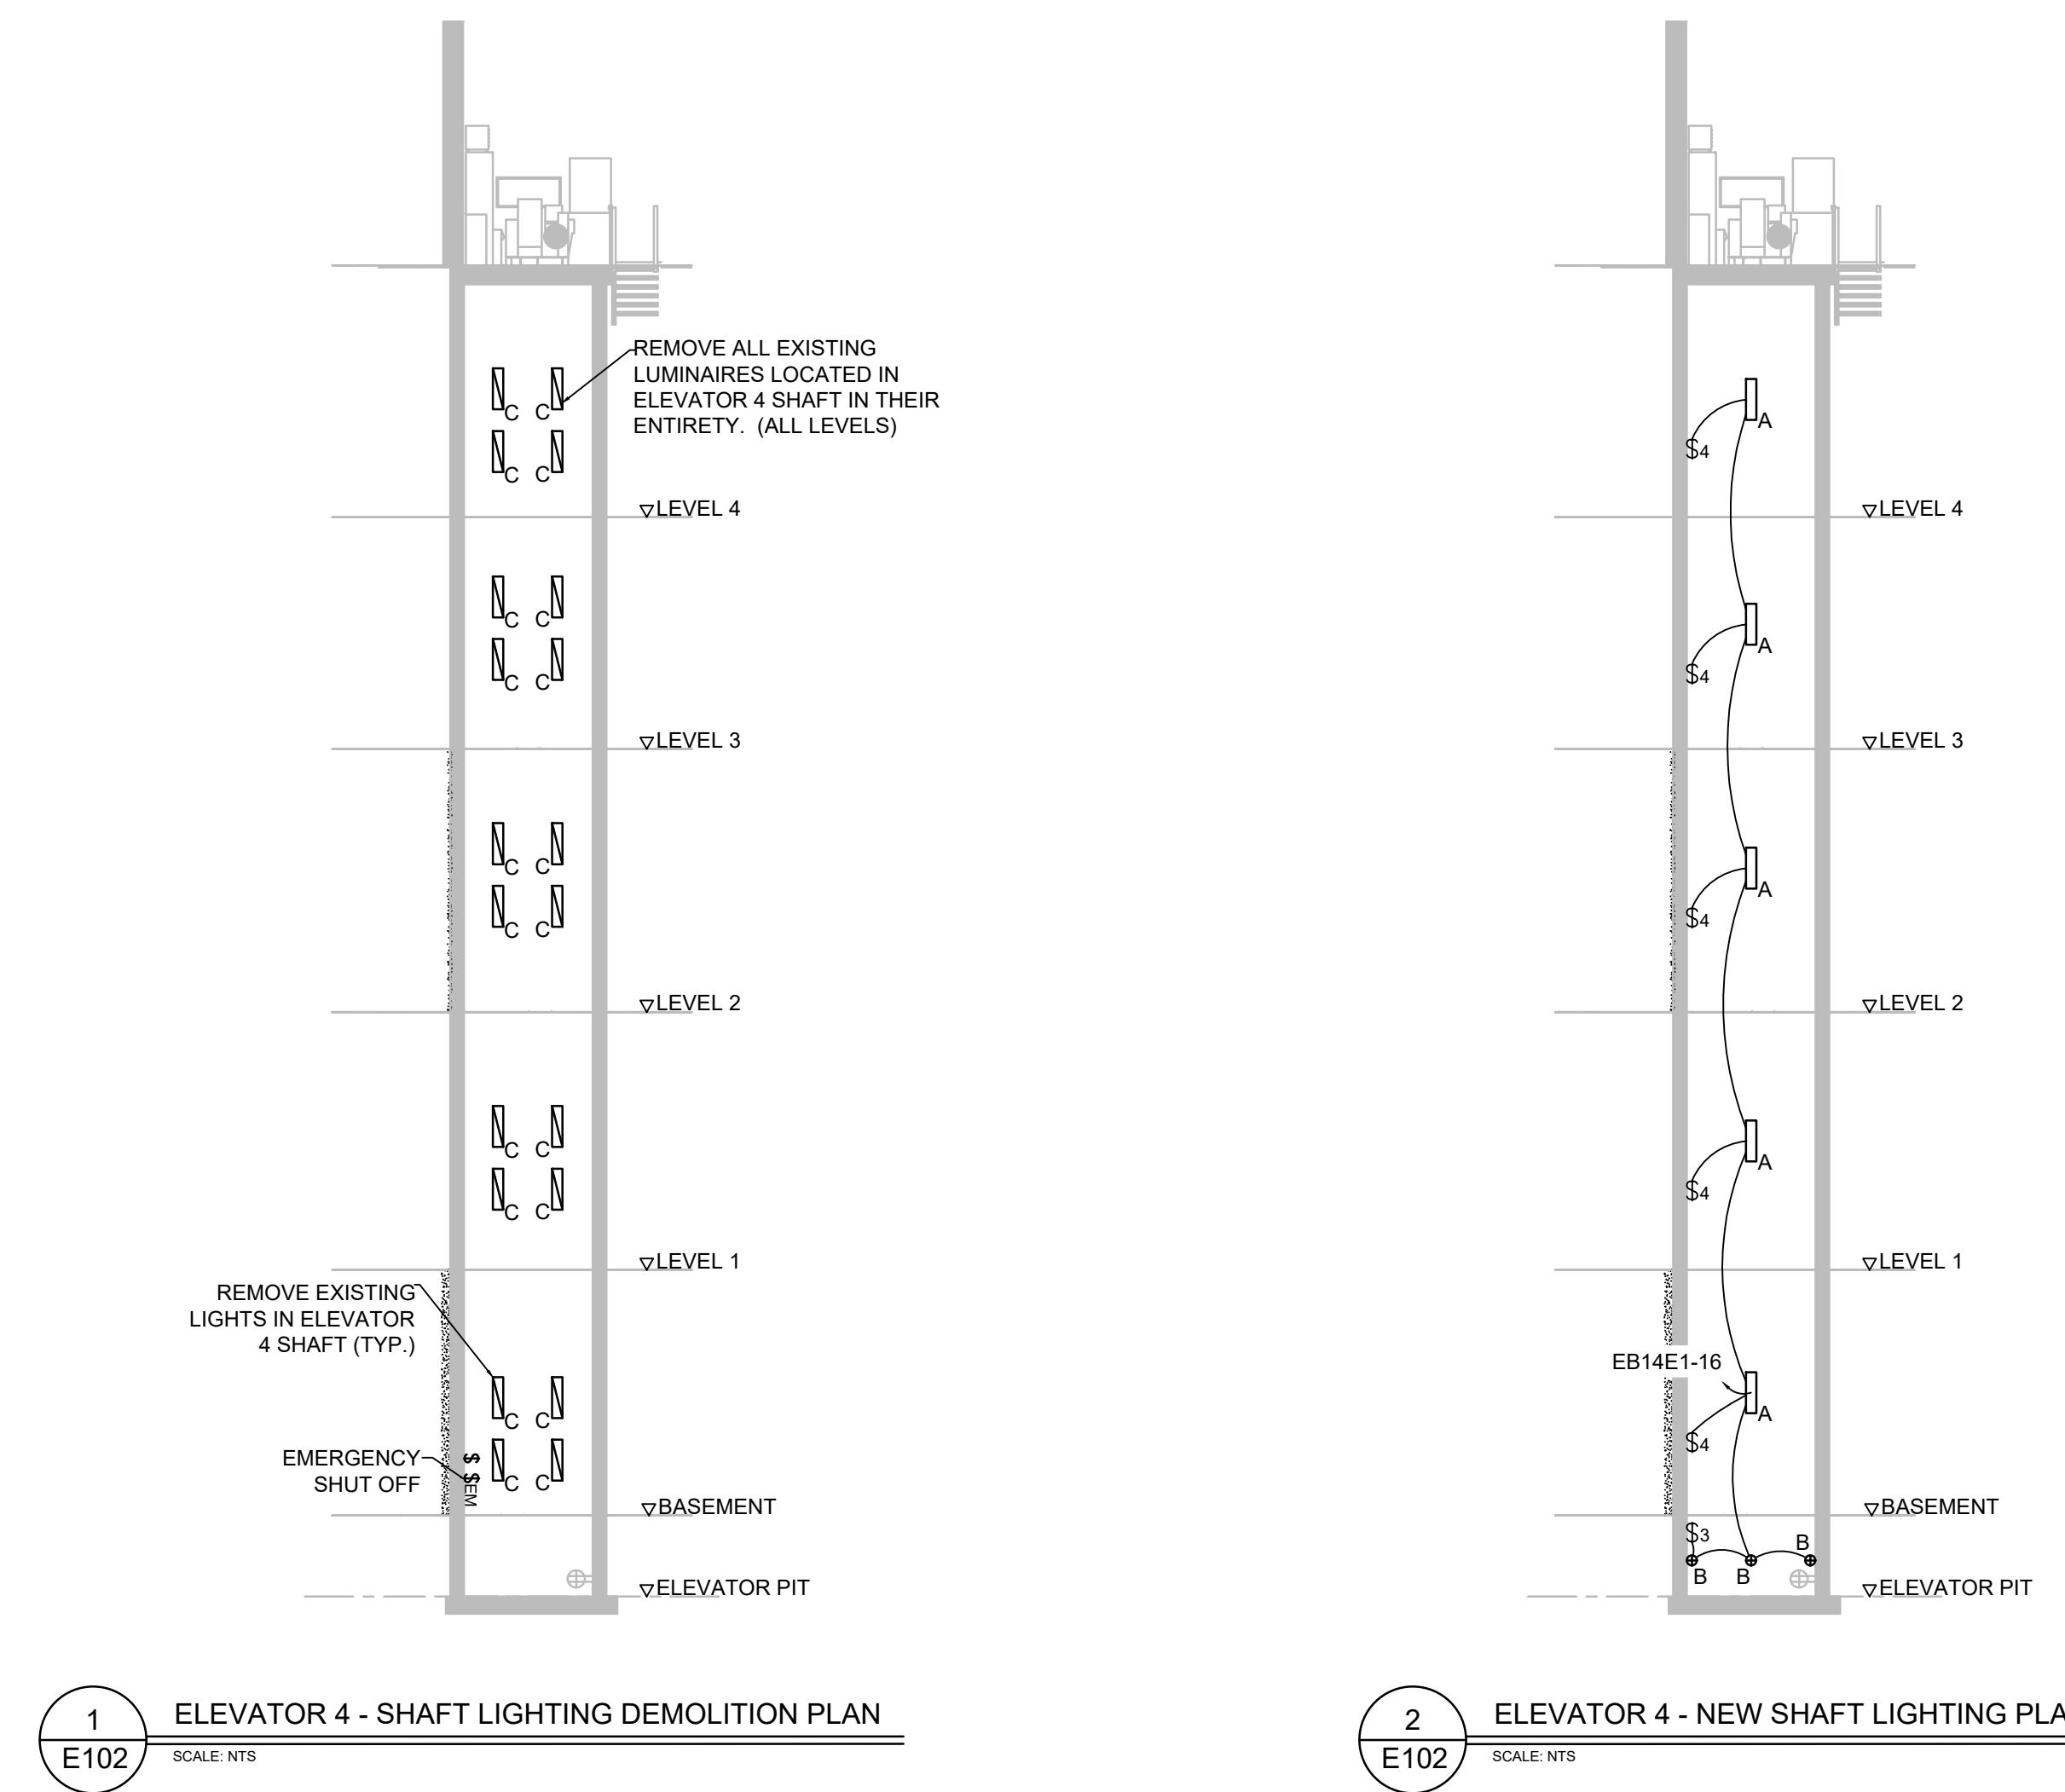 REMOVE ALL EXISTING
LUMINAIRES LOCATED IN
ELEVATOR 4 SHAFT IN THEIR
ENTIRETY. (ALL LEVELS)
C C
C C
LEVEL 4
C C
C C
LEVEL 3
C C
C C
LEVEL 2
C C
C C
LEVEL 1
REMOVE EXISTING
LIGHTS IN ELEVATOR
4 SHAFT (TYP.)
C C
C C
EMERGENCY
SHUT OFF
$ $EM
BASEMENT
ELEVATOR PIT
1
E102
ELEVATOR 4 - SHAFT LIGHTING DEMOLITION PLAN
SCALE: NTS
A
$4
LEVEL 4
A
$4
LEVEL 3
A
$4
LEVEL 2
A
$4
LEVEL 1
EB14E1-16
A
$4
BASEMENT
$3
B
B B
ELEVATOR PIT
2
E102
ELEVATOR 4 - NEW SHAFT LIGHTING PLA
SCALE: NTS